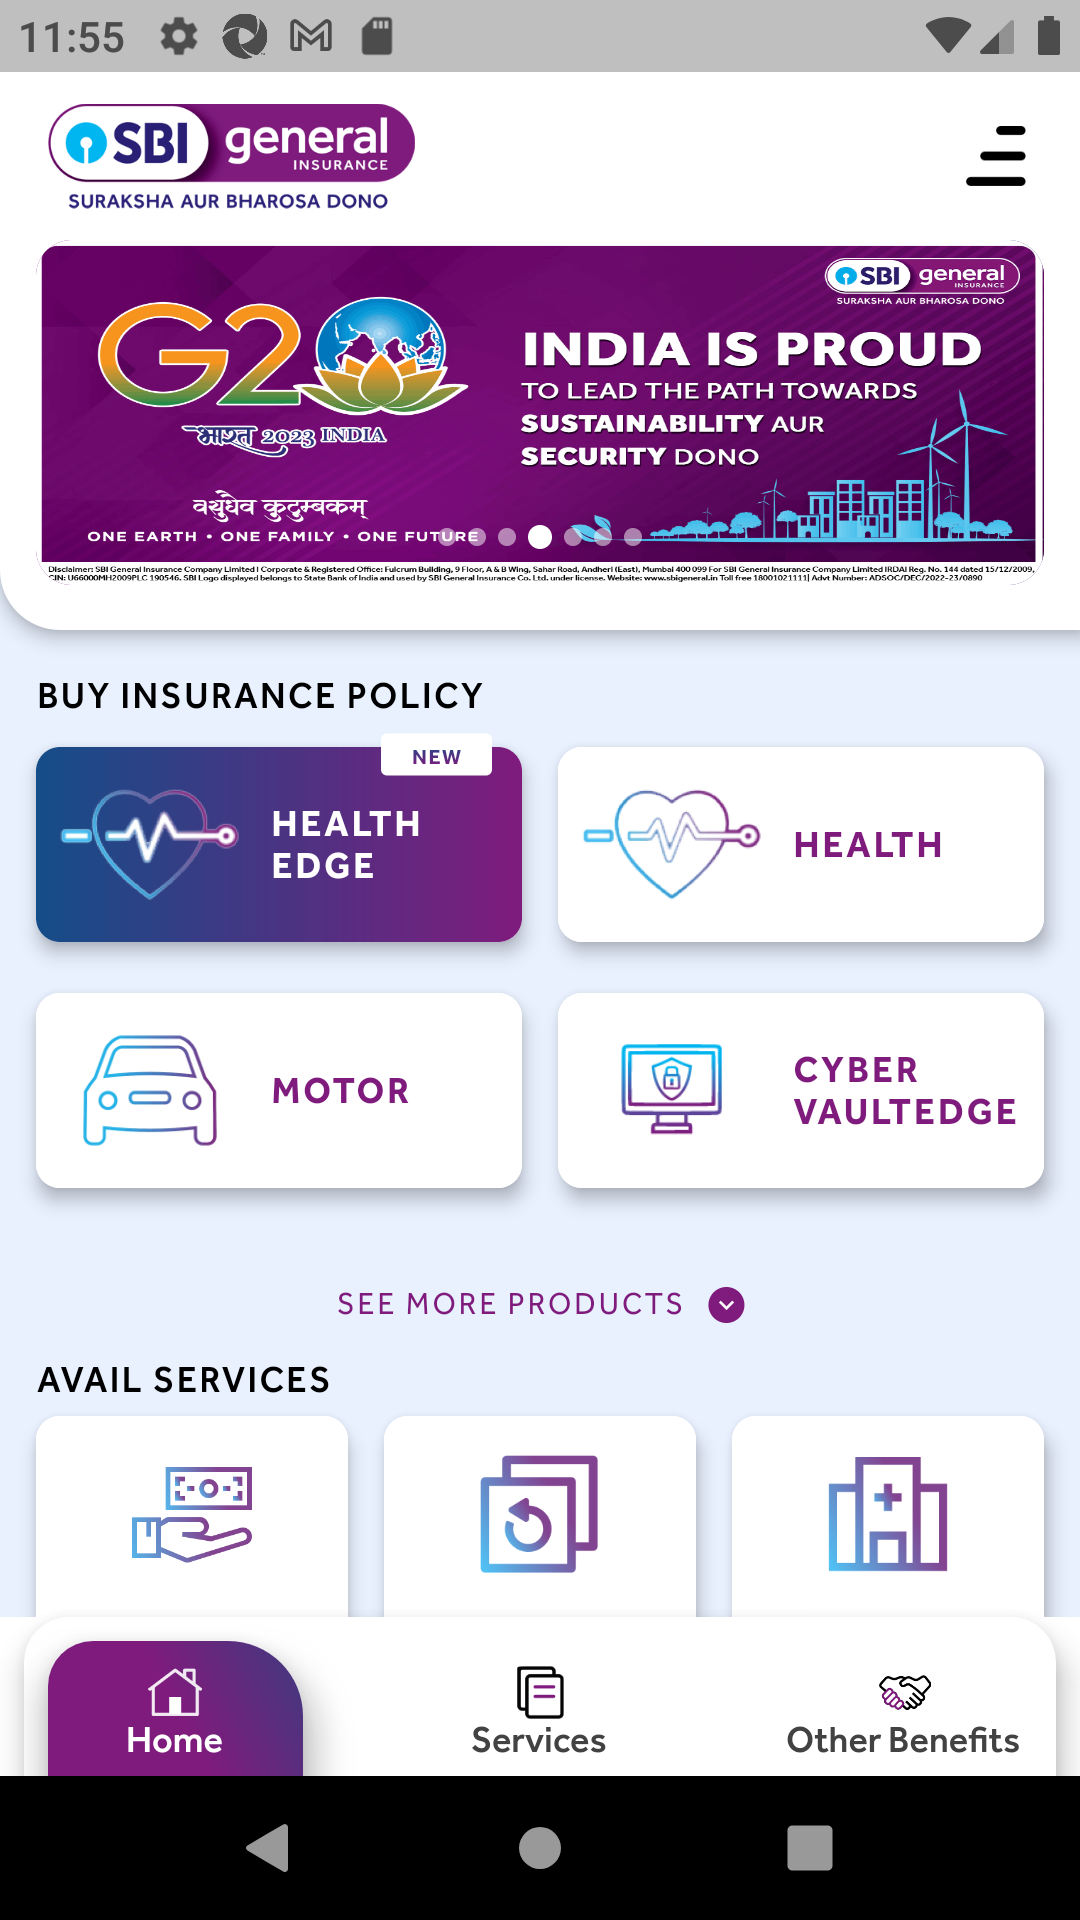 11:55
SBI general
INSURANCE
SURAKSHA AUR BHAROSA DONO
SBI general
INSURANCE
SURAKSHA AUR BHAROSA DONO
G20
भारत 2023 INDIA
वसुधैव कुटुम्बकम्
ONE EARTH • ONE FAMILY • ONE FUTURE
INDIA IS PROUD
TO LEAD THE PATH TOWARDS
SUSTAINABILITY AUR
SECURITY DONO
Disclaimer: SBI General Insurance Company Limited I Corporate & Registered Office: Fulcrum Building, 9 Floor, A & B Wing, Sahar Road, Andheri (East), Mumbai 400 099 For SBI General Insurance Company Limited IRDAI Reg. No. 144 dated 15/12/2009,
CIN: U66000MH2009PLC 190546. SBI Logo displayed belongs to State Bank of India and used by SBI General Insurance Co. Ltd. under license. Website: www.sbigeneral.in Toll free 18001021111| Advt Number: ADSOC/DEC/2022-23/0890
BUY INSURANCE POLICY
NEW
HEALTH
EDGE
HEALTH
MOTOR
CYBER
VAULTEDGE
SEE MORE PRODUCTS
AVAIL SERVICES
Home
Services
Other Benefits